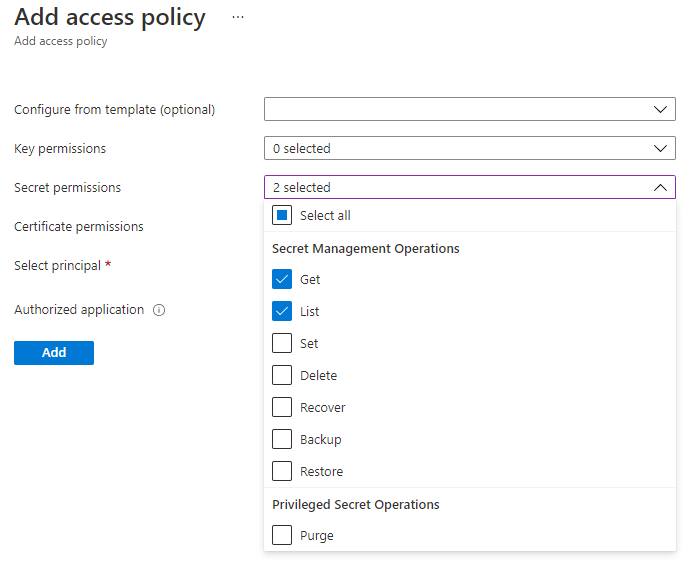 Add access policy ...
Add access policy
Configure from template (optional)
Key permissions
0 selected
Secret permissions
2 selected
Select all
Certificate permissions
Secret Management Operations
Select principal *
Get
Authorized application
List
Set
Add
Delete
Recover
Backup
Restore
Privileged Secret Operations
Purge